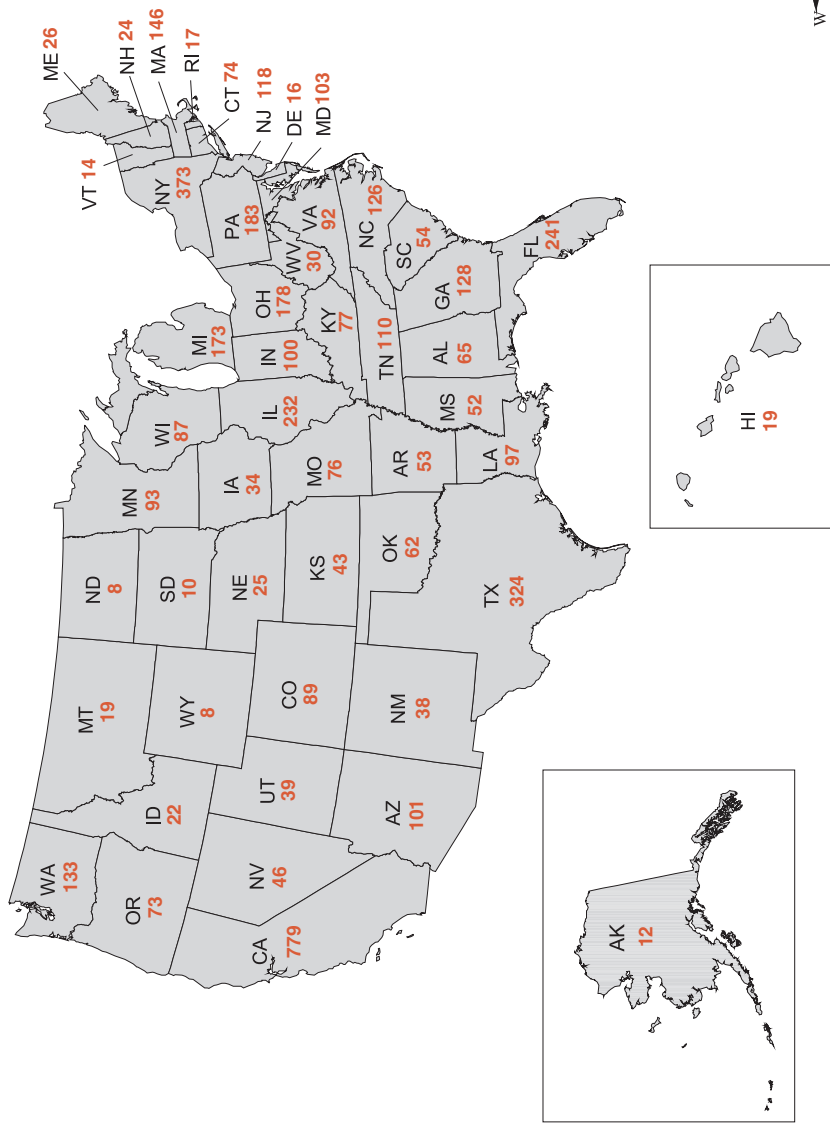 ME 26
NH 24
MA 146
RI 17
CT 74
NJ 118
DE 16
MD 103
VT 14
NY
373
PA
183
WV
30
VA
92
NC
126
SC
54
GA
128
FL
241
OH
178
MI
173
IN
100
KY
77
TN 110
AL
65
MS
52
WI
87
IL
232
MN
93
IA
34
MO
76
AR
53
LA
97
ND
8
SD
10
NE
25
KS
43
OK
62
TX
324
MT
19
WY
8
CO
89
NM
38
ID
22
UT
39
AZ
101
WA
133
OR
73
NV
46
CA
779
AK
12
HI
19
W